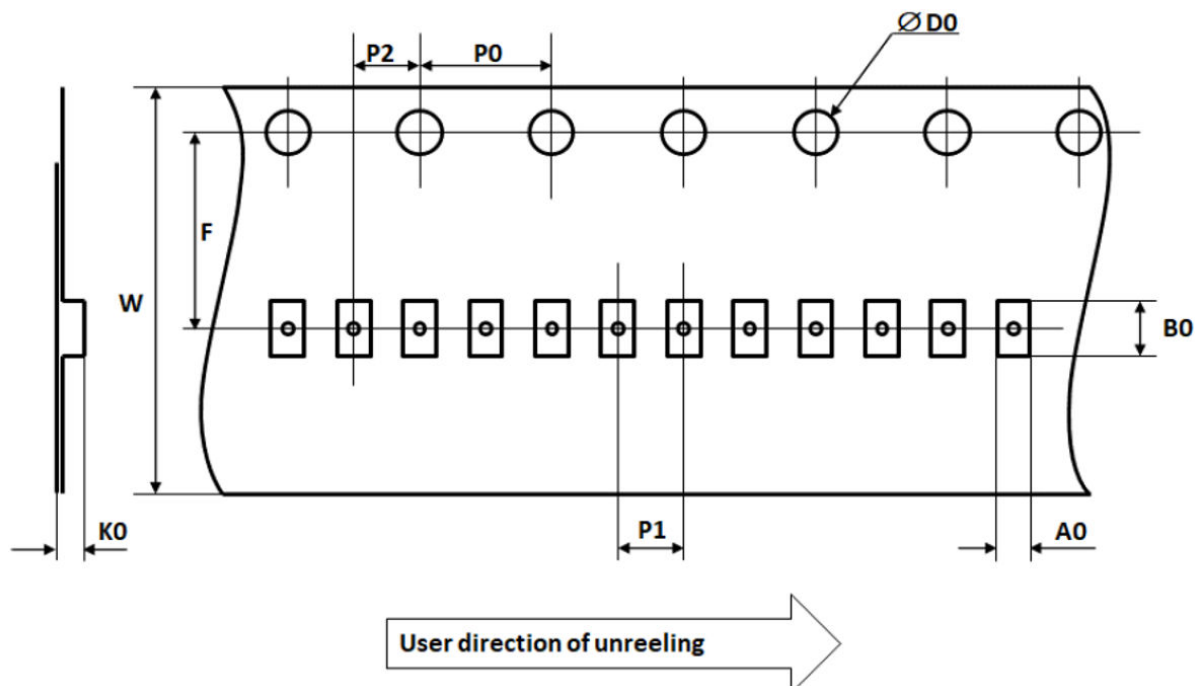 Ø D0
P2
P0
F
W
B0
K0
P1
A0
User direction of unreeling